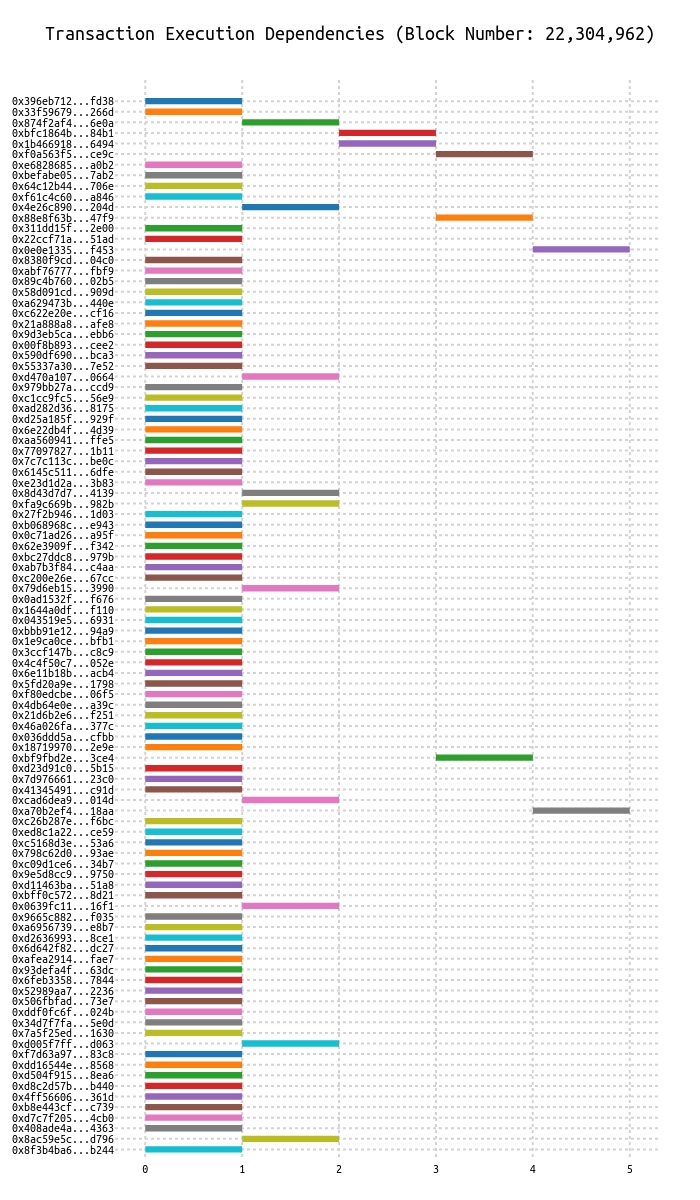 Transaction Execution Dependencies (Block Number: 22,304,962)
0x396eb712...fd38
0x33f59679...266d
0x874f2af4...6e0a
0xbfc1864b...84b1
0x1b466918...6494
0xf0a563f5...ce9c
0xe6828685...a0b2
0xbefabe05...7ab2
0x64c12b44...706e
0xf61c4c60...a846
0x4e26c890...204d
0x88e8f63b...47f9
0x311dd15f...2e00
0x22ccf71a...51ad
0x0e0e1335...f453
0x8380f9cd...04c0
0xabf76777...fbf9
0x89c4b760...02b5
0x58d091cd...909d
0xa629473b...440e
0xc622e20e...cf16
0x21a888a8...afe8
0x9d3eb5ca...ebb6
0x00f8b893...cee2
0x590df690...bca3
0x55337a30...7e52
0xd470a107...0664
0x979bb27a...ccd9
0xc1cc9fc5...56e9
0xad282d36...8175
0xd25a185f...929f
0x6e22db4f...4d39
0xaa560941...ffe5
0x77097827...1b11
0x7c7c113c...be0c
0x6145c511...6dfe
0xe23d1d2a...3b83
0x8d43d7d7...4139
0xfa9c669b...982b
0x27f2b946...1d03
0xb068968c...e943
0x0c71ad26...a95f
0x62e3909f...f342
0xbc27ddc8...979b
0xab7b3f84...c4aa
0xc200e26e...67cc
0x79d6eb15...3990
0x0ad1532f...f676
0x1644a0df...f110
0x043519e5...6931
0xbbb91e12...94a9
0x1e9ca0ce...bfb1
0x3ccf147b...c8c9
0x4c4f50c7...052e
0x6e11b18b...acb4
0x5fd20a9e...1798
0xf80edcbe...06f5
0x4db64e0e...a39c
0x21d6b2e6...f251
0x46a026fa...377c
0x036ddd5a...cfbb
0x18719970...2e9e
0xbf9fbd2e...3ce4
0xd23d91c0...5b15
0x7d976661...23c0
0x41345491...c91d
0xcad6dea9...014d
0xa70b2ef4...18aa
0xc26b287e...f6bc
0xed8c1a22...ce59
0xc5168d3e...53a6
0x798c62d0...93ae
0xc09d1ce6...34b7
0x9e5d8cc9...9750
0xd11463ba...51a8
0xbff0c572...8d21
0x0639fc11...16f1
0x9665c882...f035
0xa6956739...e8b7
0xd2636993...8ce1
0x6d642f82...dc27
0xafea2914...fae7
0x93defa4f...63dc
0x6feb3358...7844
0x52989aa7...2236
0x506fbfad...73e7
0xddf0fc6f...024b
0x34d7f7fa...5e0d
0x7a5f25ed...1630
0xd005f7ff...d063
0xf7d63a97...83c8
0xdd16544e...8568
0xd504f915...8ea6
0xd8c2d57b...b440
0x4ff56606...361d
0xb8e443cf...c739
0xd7c7f205...4cb0
0x408ade4a...4363
0x8ac59e5c...d796
0x8f3b4ba6...b244
0 1 2 3 4 5